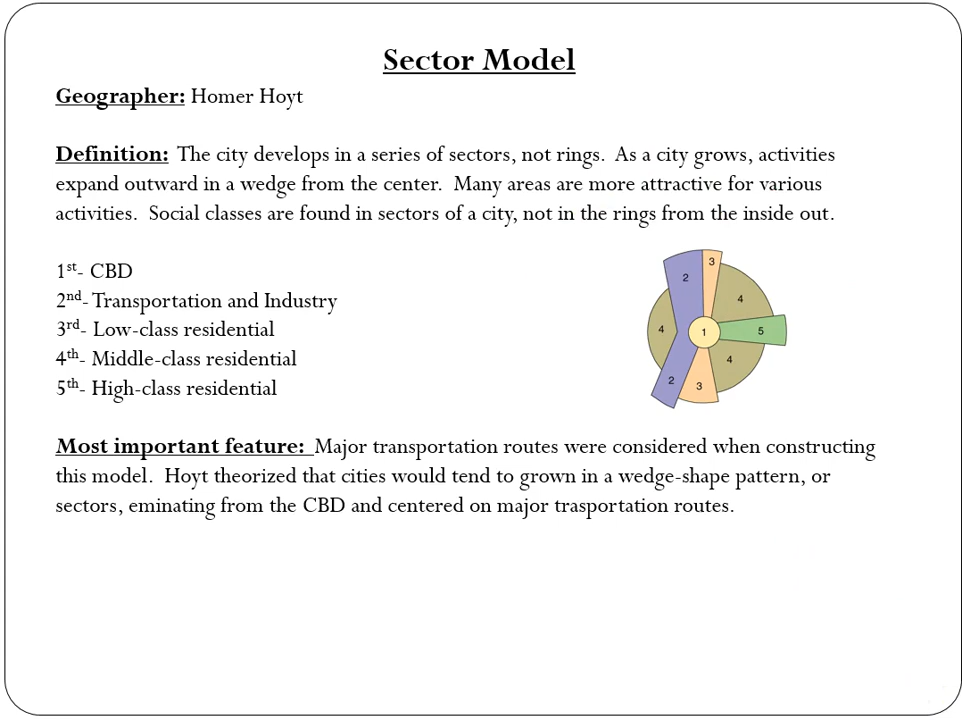 Sector Model
Geographer: Homer Hoyt
Definition: The city develops in a series of sectors, not rings. As a city grows, activities
expand outward in a wedge from the center. Many areas are more attractive for various
activities. Social classes are found in sectors of a city, not in the rings from the inside out.
1st- CBD
2nd- Transportation and Industry
3rd- Low-class residential
4th- Middle-class residential
5th- High-class residential
3
2
4
4
1
5
4
2
3
Most important feature: Major transportation routes were considered when constructing
this model. Hoyt theorized that cities would tend to grown in a wedge-shape pattern, or
sectors, eminating from the CBD and centered on major trasportation routes.